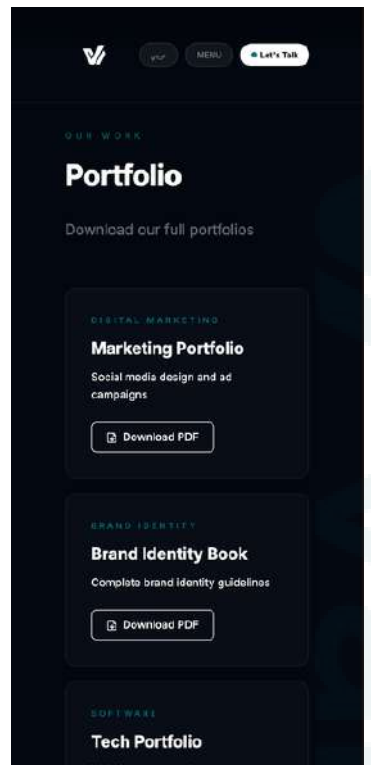 MENU
Let's Talk
OUR WORK
Portfolio
Download our full portfolios
DIGITAL MARKETING
Marketing Portfolio
Social media design and ad
campaigns
Download PDF
BRAND IDENTITY
Brand Identity Book
Complete brand identity guidelines
Download PDF
SOFTWARE
Tech Portfolio